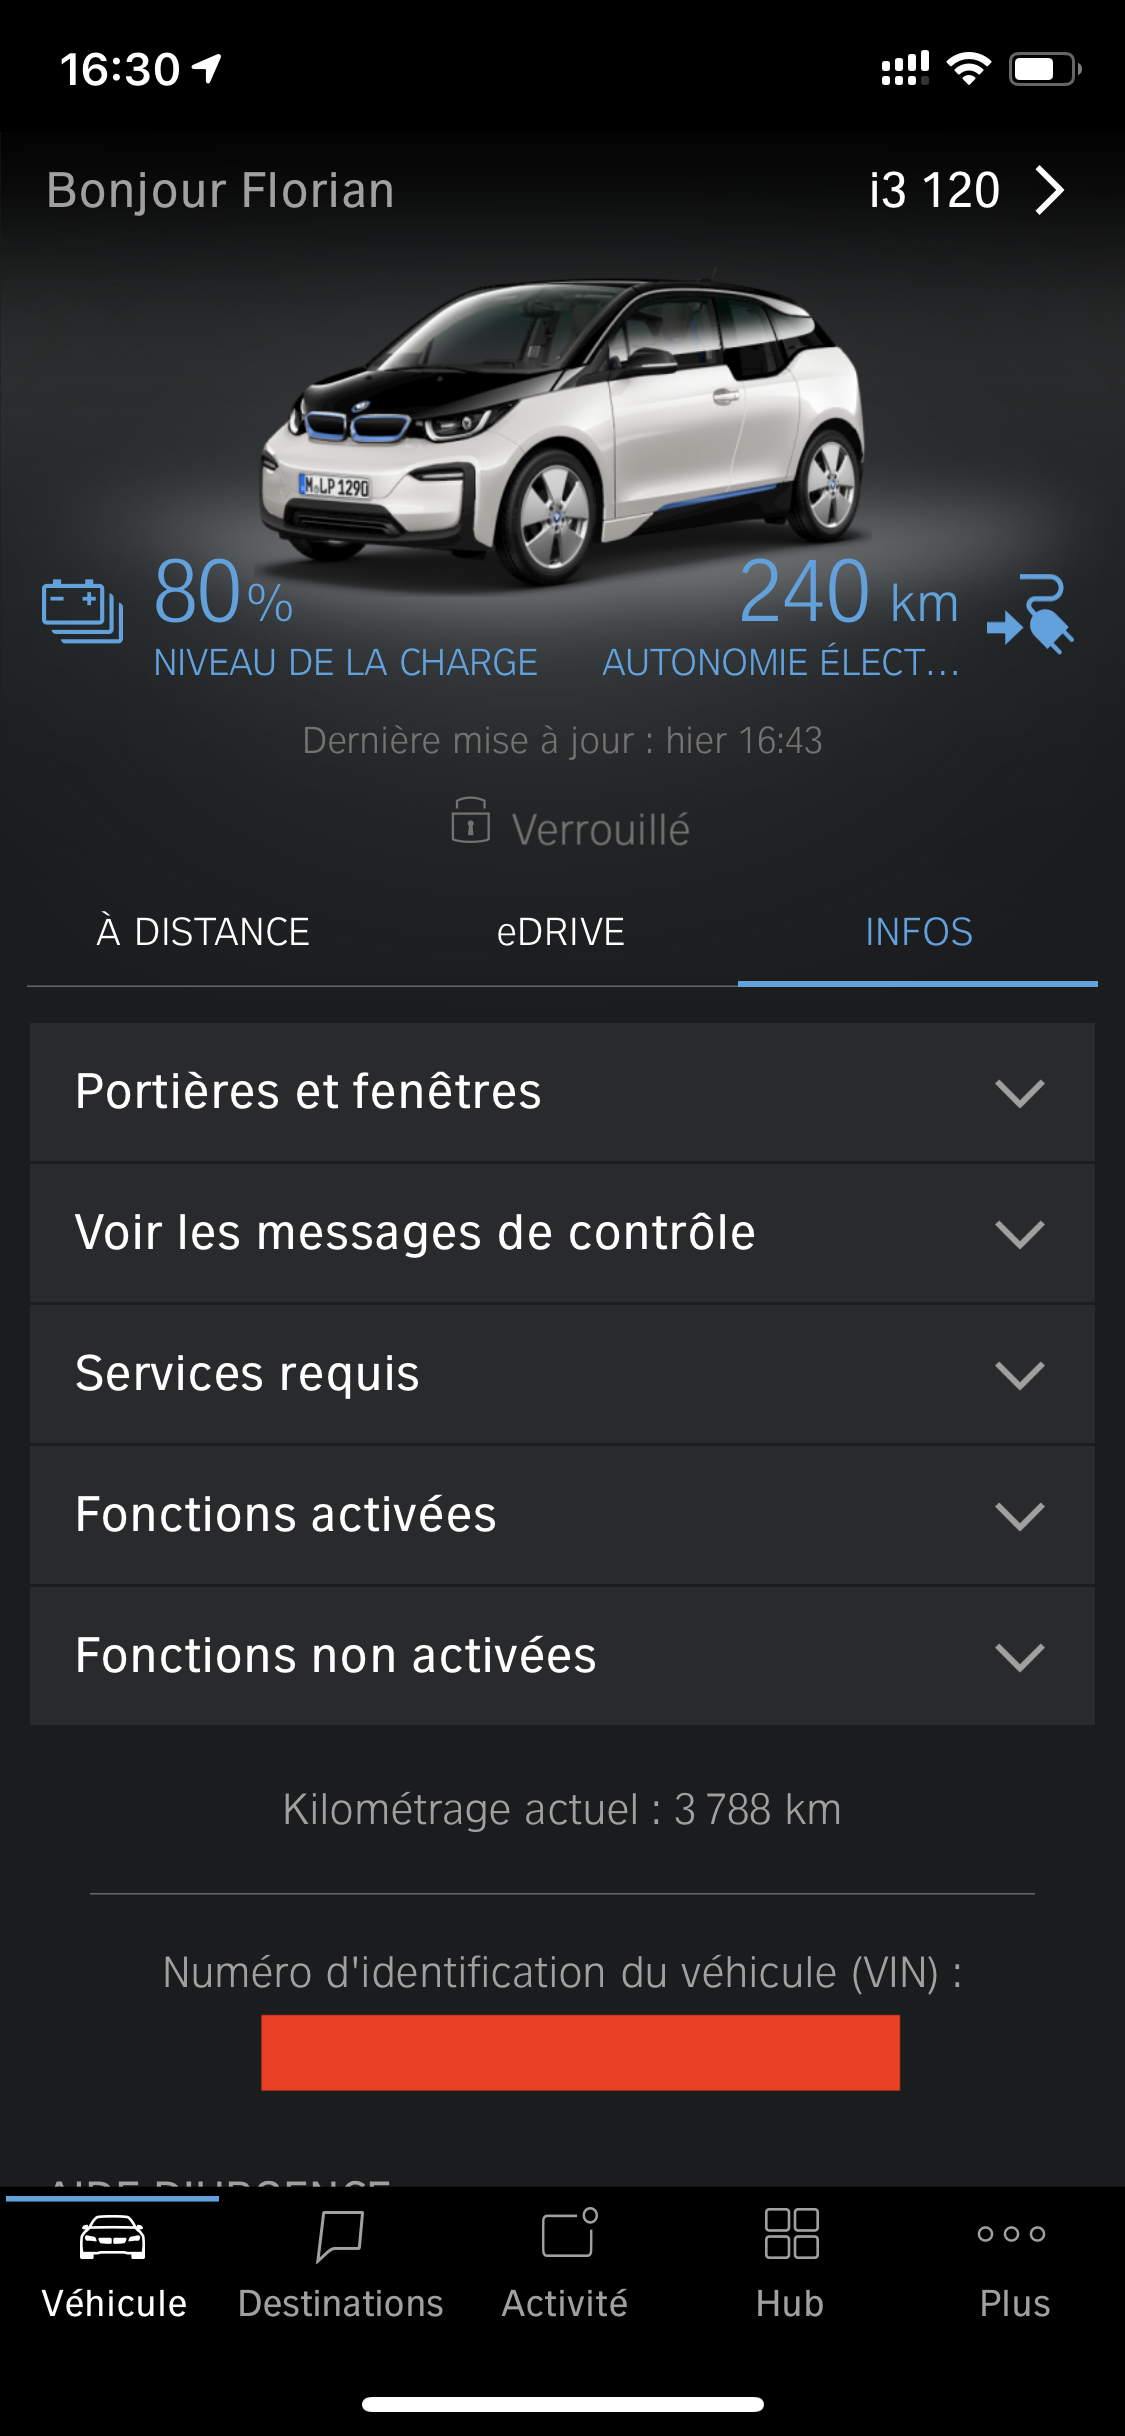 16:30
Bonjour Florian
i3 120
M LP 1290
80%
240 km
NIVEAU DE LA CHARGE
AUTONOMIE ÉLECT...
Dernière mise à jour : hier 16:43
Verrouillé
À DISTANCE
eDRIVE
INFOS
Portières et fenêtres
Voir les messages de contrôle
Services requis
Fonctions activées
Fonctions non activées
Kilométrage actuel : 3 788 km
Numéro d'identification du véhicule (VIN) :
AIDE D'URGENCE
Véhicule
Destinations
Activité
Hub
Plus